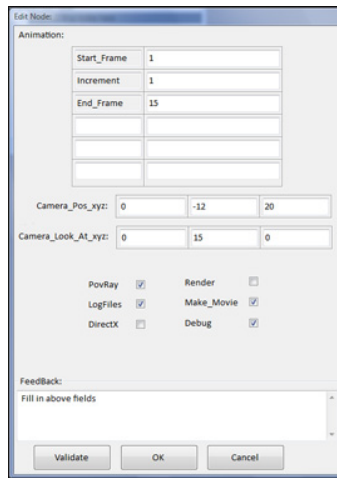 Edit Node:
Animation:
Start_Frame 1
Increment 1
End_Frame 15
Camera_Pos_xyz: 0 -12 20
Camera_Look_At_xyz: 0 15 0
PovRay Render
LogFiles Make_Movie
DirectX Debug
FeedBack:
Fill in above fields
Validate OK Cancel